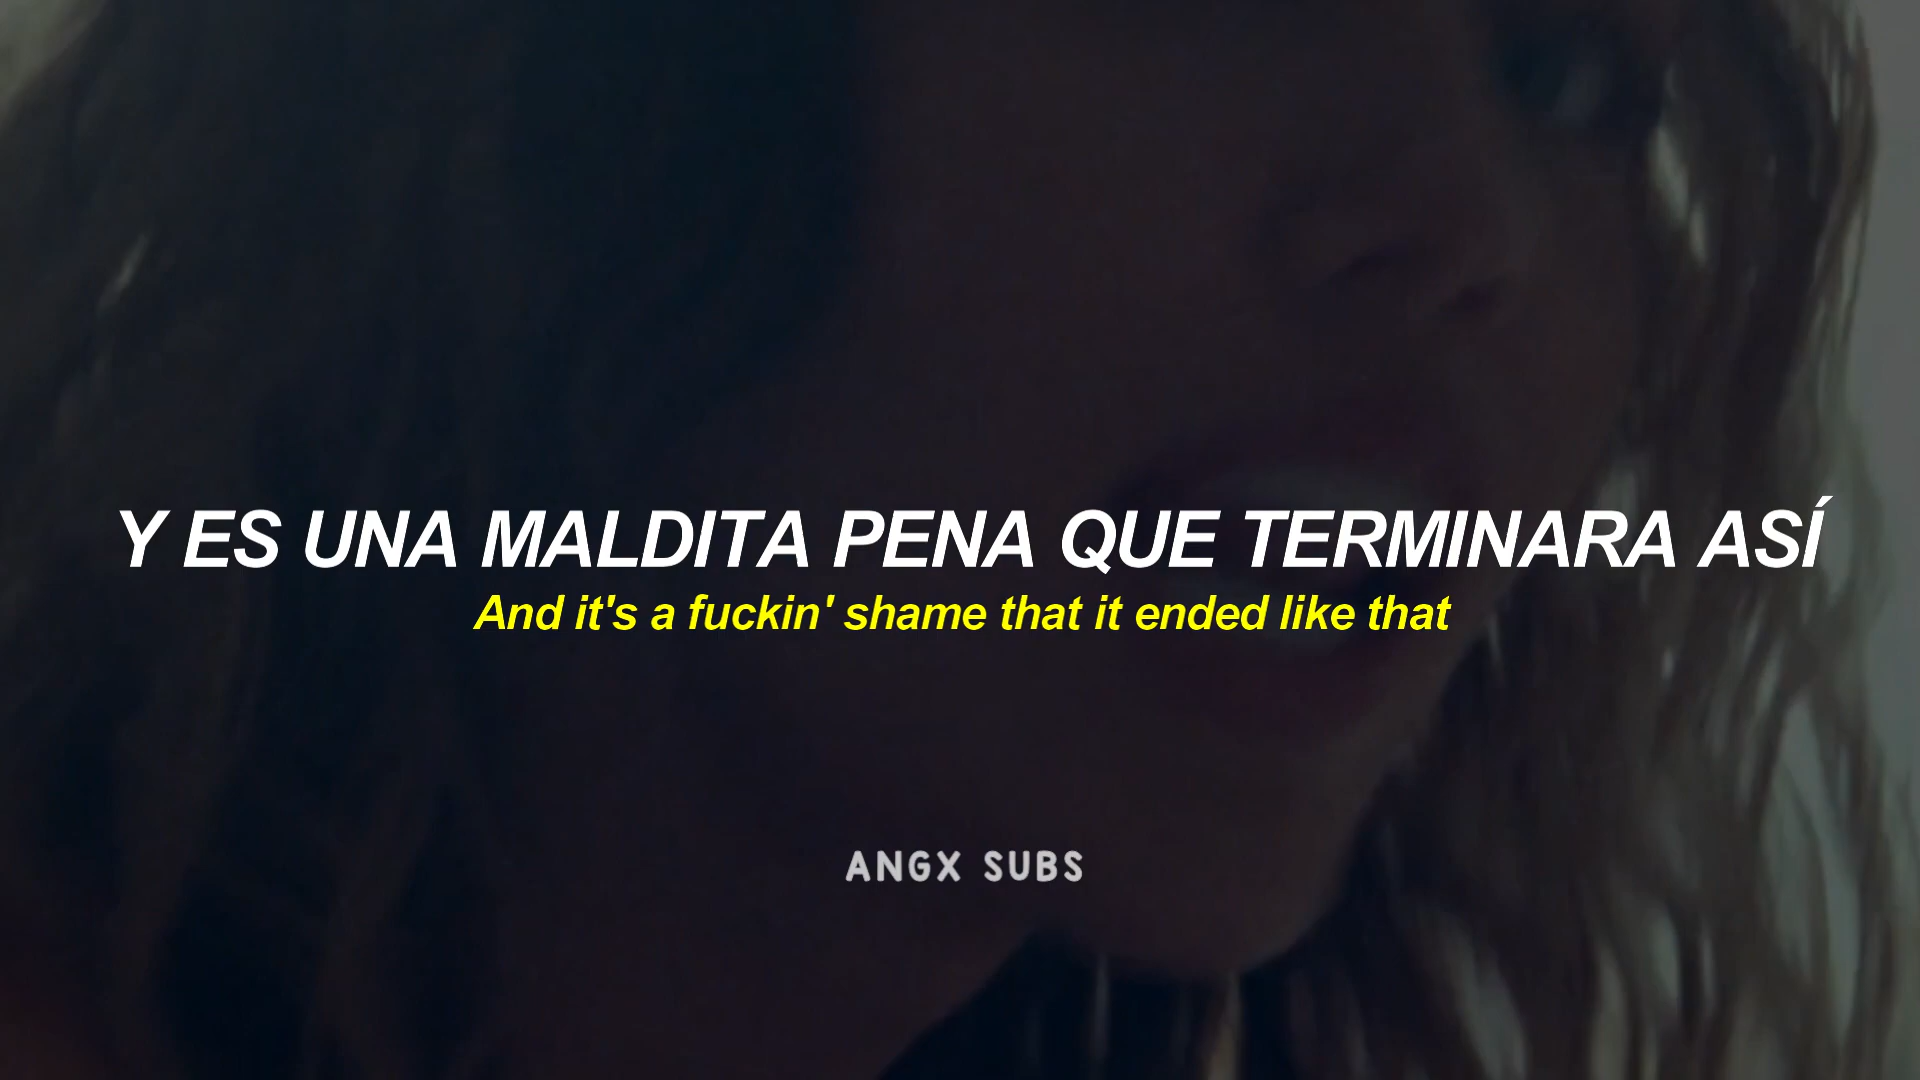 Y ES UNA MALDITA PENA QUE TERMINARA ASÍ
And it's a fuckin' shame that it ended like that
ANGX SUBS